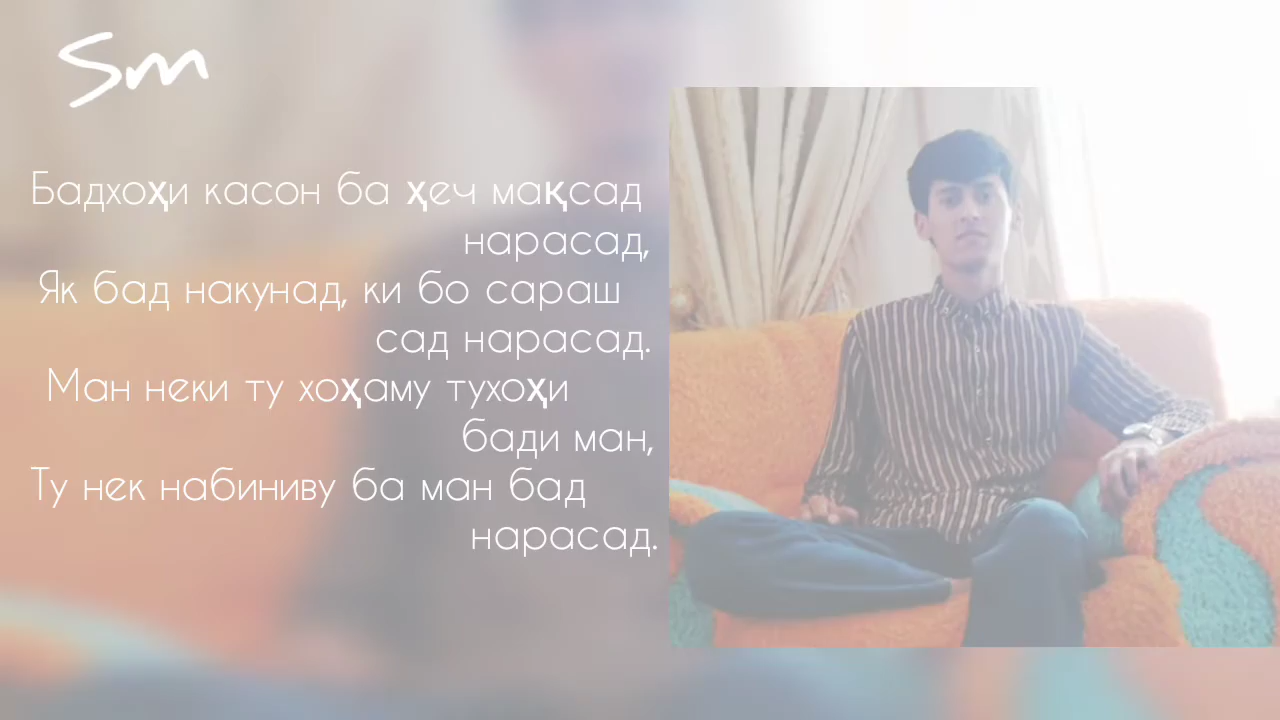 Sm
Бадхоҳи касон ба ҳеч мақсад
нарасад,
Як бад накунад, ки бо сараш
сад нарасад.
Ман неки ту хоҳаму тухоҳи
бади ман,
Ту нек набиниву ба ман бад
нарасад.